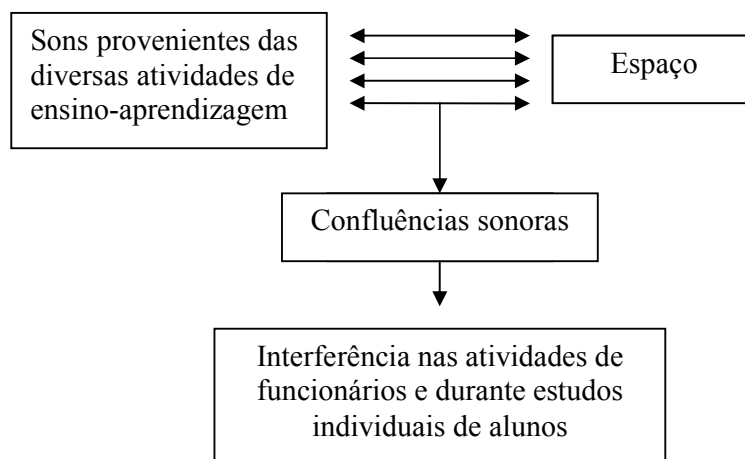 Sons provenientes das
diversas atividades de
ensino-aprendizagem
Espaço
Confluências sonoras
Interferência nas atividades de
funcionários e durante estudos
individuais de alunos